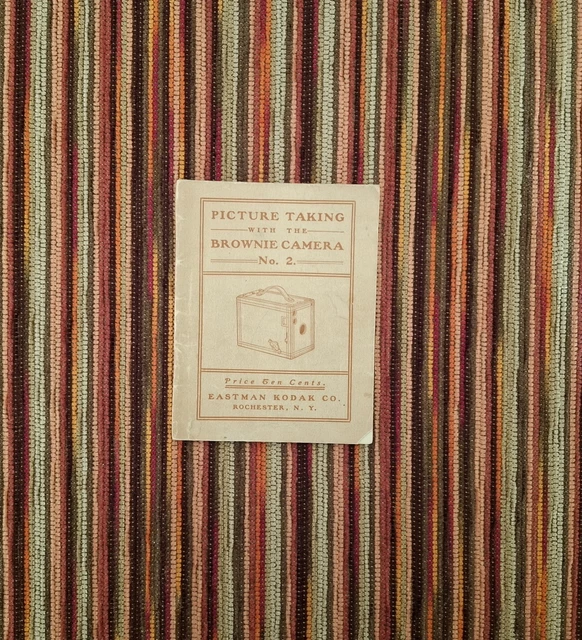 PICTURE TAKING
WITH THE
BROWNIE CAMERA
No. 2.
Price Ten Cents.
EASTMAN KODAK CO.
ROCHESTER, N. Y.